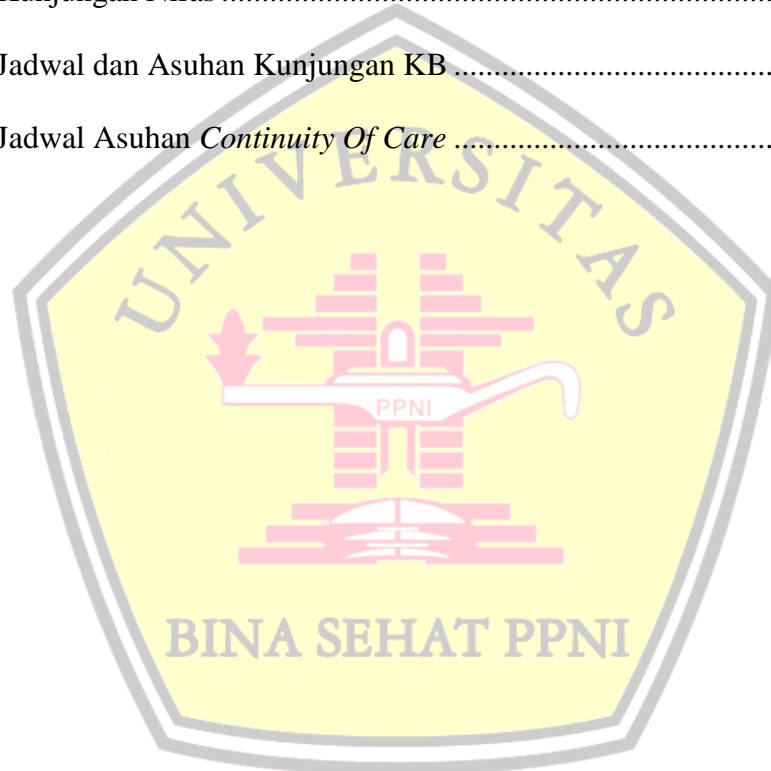 Kunjungan Nifas ........................................................................
Jadwal dan Asuhan Kunjungan KB ........................................
Jadwal Asuhan Continuity Of Care ........................................
UNIVERSITAS
PPNI
BINA SEHAT PPNI